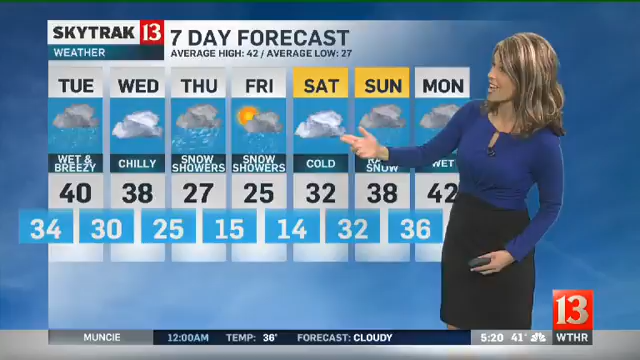 SKYTRAK 13
WEATHER
7 DAY FORECAST
AVERAGE HIGH: 42 / AVERAGE LOW: 27
TUE WED THU FRI SAT SUN MON
WET & BREEZY CHILLY SNOW SHOWERS SNOW SHOWERS COLD SNOW WET
40 38 27 25 32 38 42
34 30 25 15 14 32 36
13
MUNCIE 12:00AM TEMP: 36° FORECAST: CLOUDY 5:20 41° WTHR